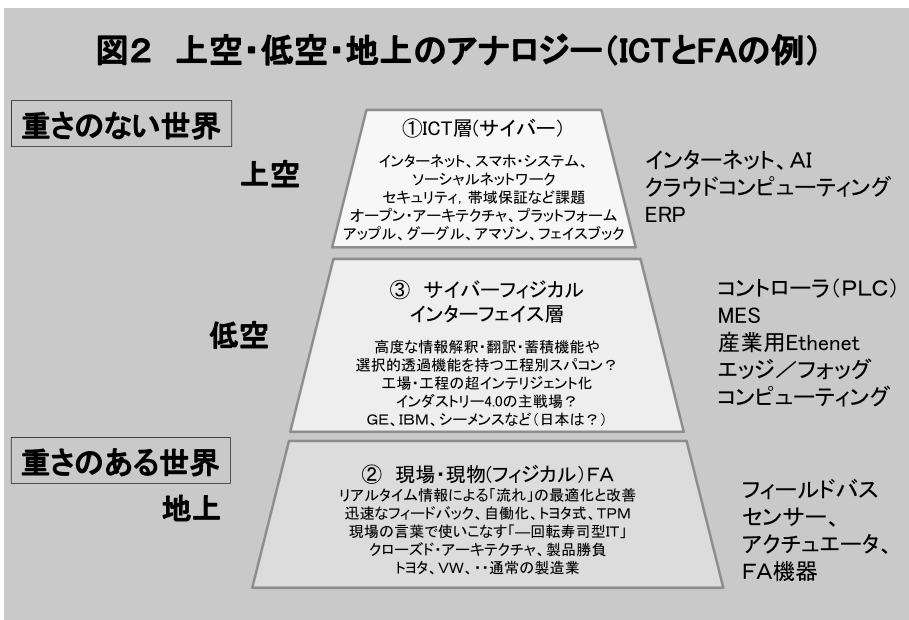 図2 上空・低空・地上のアナロジー(ICTとFAの例)
重さのない世界
上空
①ICT層(サイバー)
インターネット、スマホ・システム、
ソーシャルネットワーク
セキュリティ, 帯域保証など課題
オープン・アーキテクチャ、プラットフォーム
アップル、グーグル、アマゾン、フェイスブック
インターネット、AI
クラウドコンピューティング
ERP
低空
③ サイバーフィジカル
インターフェイス層
高度な情報解釈・翻訳・蓄積機能や
選択的透過機能を持つ工程別スパコン?
工場・工程の超インテリジェント化
インダストリー4.0の主戦場?
GE、IBM、シーメンスなど(日本は?)
コントローラ(PLC)
MES
産業用Ethenet
エッジ/フォッグ
コンピューティング
重さのある世界
地上
② 現場・現物(フィジカル)FA
リアルタイム情報による「流れ」の最適化と改善
迅速なフィードバック、自働化、トヨタ式、TPM
現場の言葉で使いこなす「―回転寿司型IT」
クローズド・アーキテクチャ、製品勝負
トヨタ、VW、・・通常の製造業
フィールドバス
センサー、
アクチュエータ、
FA機器